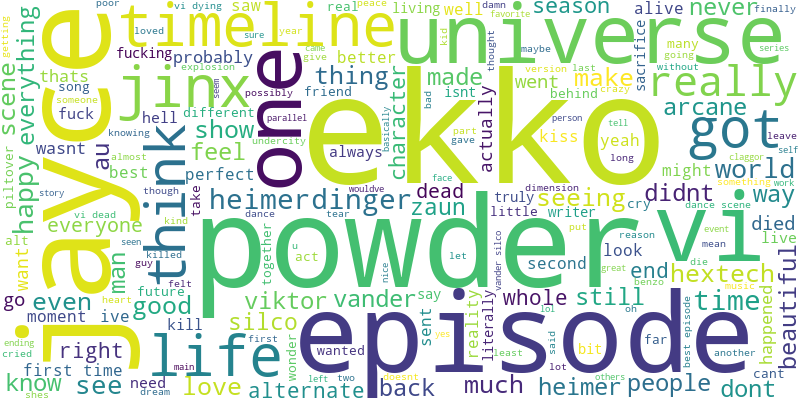 ekko
powder
episode
jayce
universe
timeline
vi
jinx
one
life
think
got
really
world
time
beautiful
way
hextech
people
dont
much
back
heimer
alternate
love
see
know
right
good
even
man
want
everyone
happy everything
scene
au
feel
show
heimerdinger
zaun
dead
viktor
vander
silco
still
whole
end
seeing
make
thing
character
made
went
actually
season
never
arcane
didnt
died
might
live
happened
look
second
kiss
yeah
always
friend
better
probably
fucking
saw
well
alive
many
isnt
behind
sacrifice
living
real
year
loved
sure
vi dying
poor
getting
song
thats
fuck
someone
wasnt
hell
different
possibly
explosion
seem
parallel
undercity
knowing
almost
best
perfect
though
take
story
piltover
alt
vi dead
seen
kind
dance
tear
together
u
act
guy
killed
felt
future
go
moment
ive
kill
first time
need
shes
dream
main
cried
ending
heart
wonder
first
left
two
wanted
say
sent
yes
doesnt
nice
let
literally
reality
least
lol
said
lot
bit
oh
far
others
best episode
another
cant
music
great
benzo
reason
die
mean
event
put
vander silco
truly
little
writer
cry
dimension
wouldve
face
basically
bad
gave
part
long
person
crazy
tell
version
last
going
maybe
kid
thought
came
give
peace
damn
favorite
series
finally
without
leave
self
claggor
something
work
dance scene